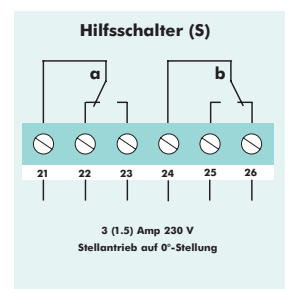 Hilfsschalter (S)
a b
21 22 23 24 25 26
3 (1.5) Amp 230 V
Stellantrieb auf 0°-Stellung